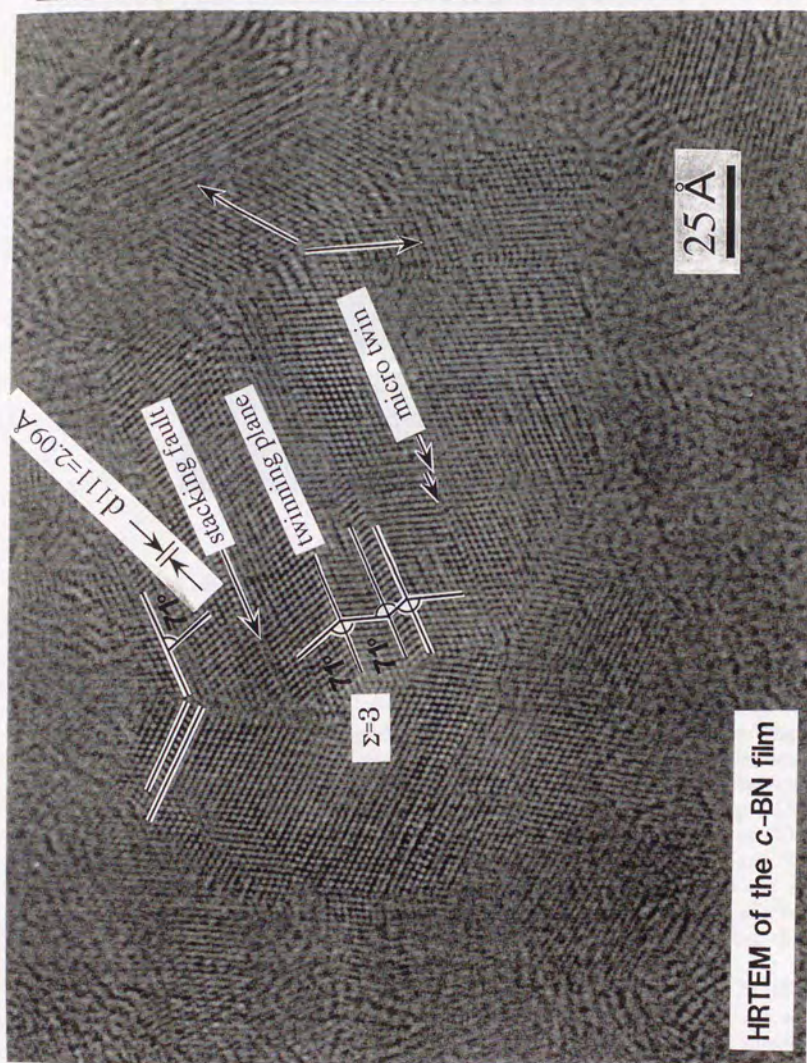 d111=2.09Å
71°
stacking fault
twinning plane
71°
71°
Σ=3
micro twin
25 Å
HRTEM of the c-BN film